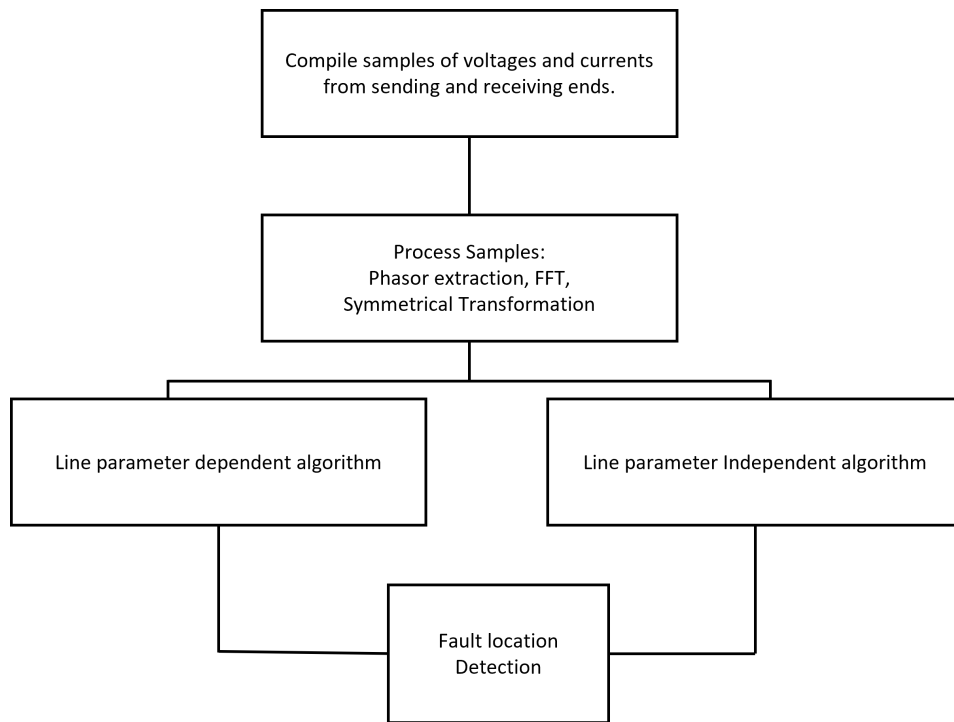 Compile samples of voltages and currents
from sending and receiving ends.
Process Samples:
Phasor extraction, FFT,
Symmetrical Transformation
Line parameter dependent algorithm
Line parameter Independent algorithm
Fault location
Detection